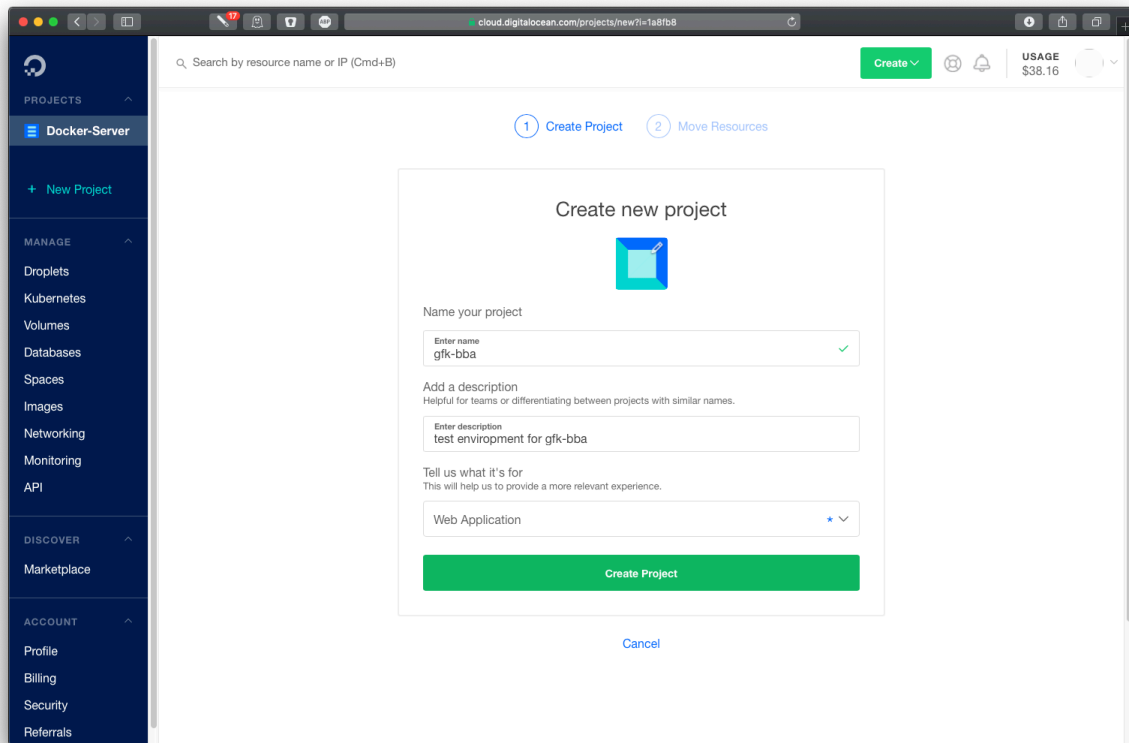 17
ABP
cloud.digitalocean.com/projects/new?i=1a8fb8
Search by resource name or IP (Cmd+B)
Create
USAGE
$38.16
PROJECTS
Docker-Server
+ New Project
MANAGE
Droplets
Kubernetes
Volumes
Databases
Spaces
Images
Networking
Monitoring
API
DISCOVER
Marketplace
ACCOUNT
Profile
Billing
Security
Referrals
1 Create Project 2 Move Resources
Create new project
Name your project
Enter name
gfk-bba
Add a description
Helpful for teams or differentiating between projects with similar names.
Enter description
test enviropment for gfk-bba
Tell us what it's for
This will help us to provide a more relevant experience.
Web Application
Create Project
Cancel